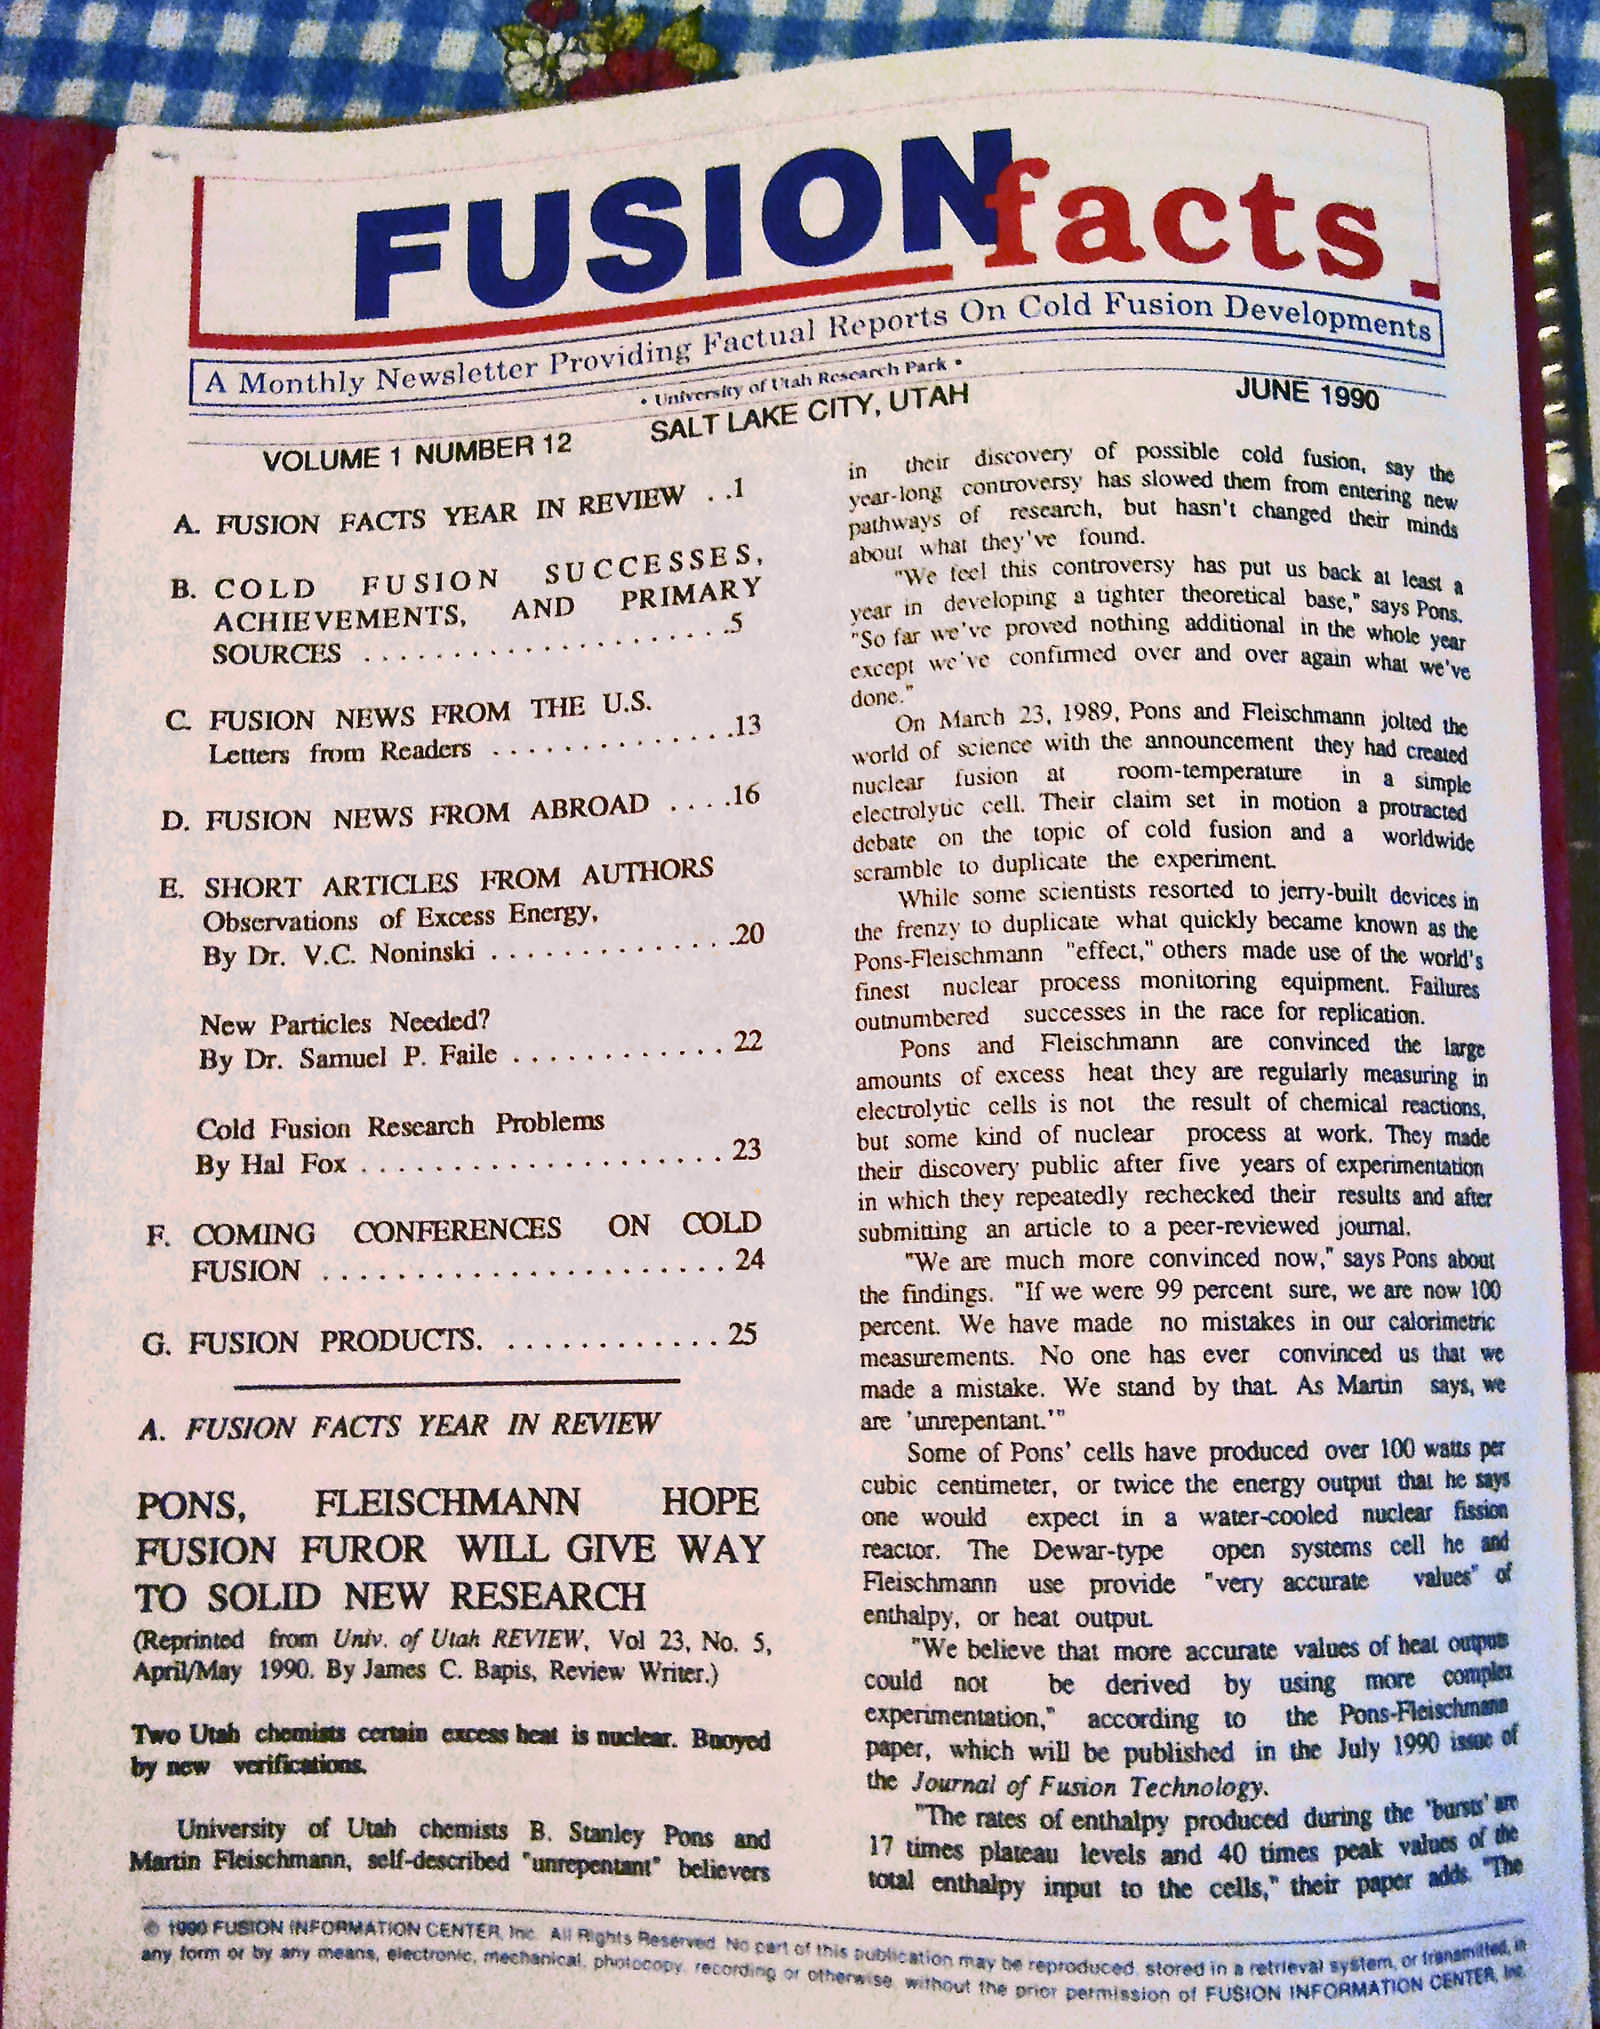 FUSIONfacts
A Monthly Newsletter Providing Factual Reports On Cold Fusion Developments
• University of Utah Research Park •
VOLUME 1 NUMBER 12 SALT LAKE CITY, UTAH JUNE 1990
A. FUSION FACTS YEAR IN REVIEW . .1
B. COLD FUSION SUCCESSES,
ACHIEVEMENTS, AND PRIMARY
SOURCES . . . . . . . . . . . . . . . . . . . .5
C. FUSION NEWS FROM THE U.S.
Letters from Readers . . . . . . . . . . . . . .13
D. FUSION NEWS FROM ABROAD . . . .16
E. SHORT ARTICLES FROM AUTHORS
Observations of Excess Energy,
By Dr. V.C. Noninski . . . . . . . . . . . . .20
New Particles Needed?
By Dr. Samuel P. Faile . . . . . . . . . . . . 22
Cold Fusion Research Problems
By Hal Fox . . . . . . . . . . . . . . . . . . . . 23
F. COMING CONFERENCES ON COLD
FUSION . . . . . . . . . . . . . . . . . . . . . . 24
G. FUSION PRODUCTS. . . . . . . . . . . . . 25
A. FUSION FACTS YEAR IN REVIEW
PONS, FLEISCHMANN HOPE
FUSION FUROR WILL GIVE WAY
TO SOLID NEW RESEARCH
(Reprinted from Univ. of Utah REVIEW, Vol 23, No. 5,
April/May 1990. By James C. Bapis, Review Writer.)
Two Utah chemists certain excess heat is nuclear. Buoyed
by new verifications.
University of Utah chemists B. Stanley Pons and
Martin Fleischmann, self-described "unrepentant" believers
in their discovery of possible cold fusion, say the
year-long controversy has slowed them from entering new
pathways of research, but hasn't changed their minds
about what they've found.
"We feel this controversy has put us back at least a
year in developing a tighter theoretical base," says Pons.
"So far we've proved nothing additional in the whole year
except we've confirmed over and over again what we've
done."
On March 23, 1989, Pons and Fleischmann jolted the
world of science with the announcement they had created
nuclear fusion at room-temperature in a simple
electrolytic cell. Their claim set in motion a protracted
debate on the topic of cold fusion and a worldwide
scramble to duplicate the experiment.
While some scientists resorted to jerry-built devices in
the frenzy to duplicate what quickly became known as the
Pons-Fleischmann "effect," others made use of the world's
finest nuclear process monitoring equipment. Failures
outnumbered successes in the race for replication.
Pons and Fleischmann are convinced the large
amounts of excess heat they are regularly measuring in
electrolytic cells is not the result of chemical reactions,
but some kind of nuclear process at work. They made
their discovery public after five years of experimentation
in which they repeatedly rechecked their results and after
submitting an article to a peer-reviewed journal.
"We are much more convinced now," says Pons about
the findings. "If we were 99 percent sure, we are now 100
percent. We have made no mistakes in our calorimetric
measurements. No one has ever convinced us that we
made a mistake. We stand by that. As Martin says, we
are 'unrepentant.'"
Some of Pons' cells have produced over 100 watts per
cubic centimeter, or twice the energy output that he says
one would expect in a water-cooled nuclear fission
reactor. The Dewar-type open systems cell he and
Fleischmann use provide "very accurate values" of
enthalpy, or heat output.
"We believe that more accurate values of heat outputs
could not be derived by using more complex
experimentation," according to the Pons-Fleischmann
paper, which will be published in the July 1990 issue of
the Journal of Fusion Technology.
"The rates of enthalpy produced during the 'bursts' are
17 times plateau levels and 40 times peak values of the
total enthalpy input to the cells," their paper adds. "The
© 1990 FUSION INFORMATION CENTER, Inc. All Rights Reserved. No part of this publication may be reproduced, stored in a retrieval system, or transmitted, in
any form or by any means, electronic, mechanical, photocopy, recording or otherwise, without the prior permission of FUSION INFORMATION CENTER, Inc.